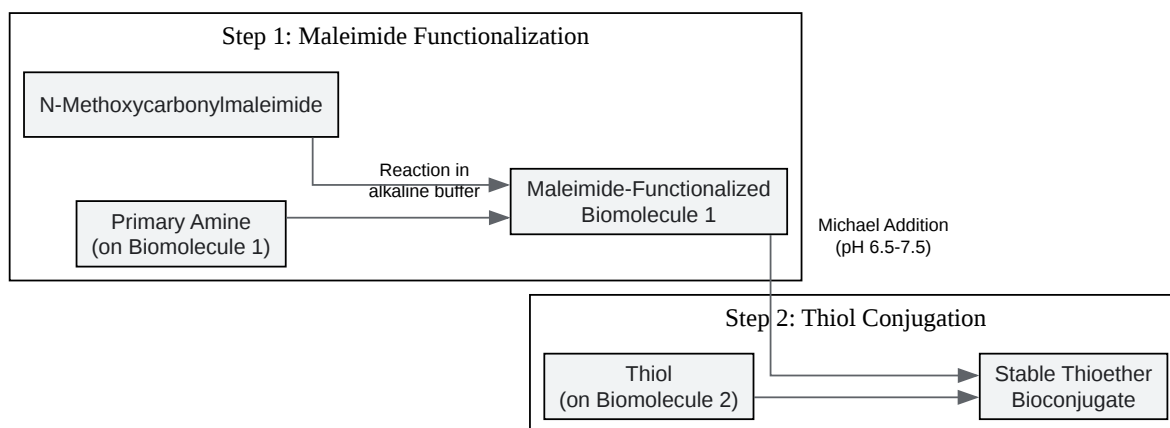 Step 1: Maleimide Functionalization
N-Methoxycarbonylmaleimide
Reaction in
alkaline buffer
Maleimide-Functionalized
Biomolecule 1
Primary Amine
(on Biomolecule 1)
Michael Addition
(pH 6.5-7.5)
Step 2: Thiol Conjugation
Thiol
(on Biomolecule 2)
Stable Thioether
Bioconjugate